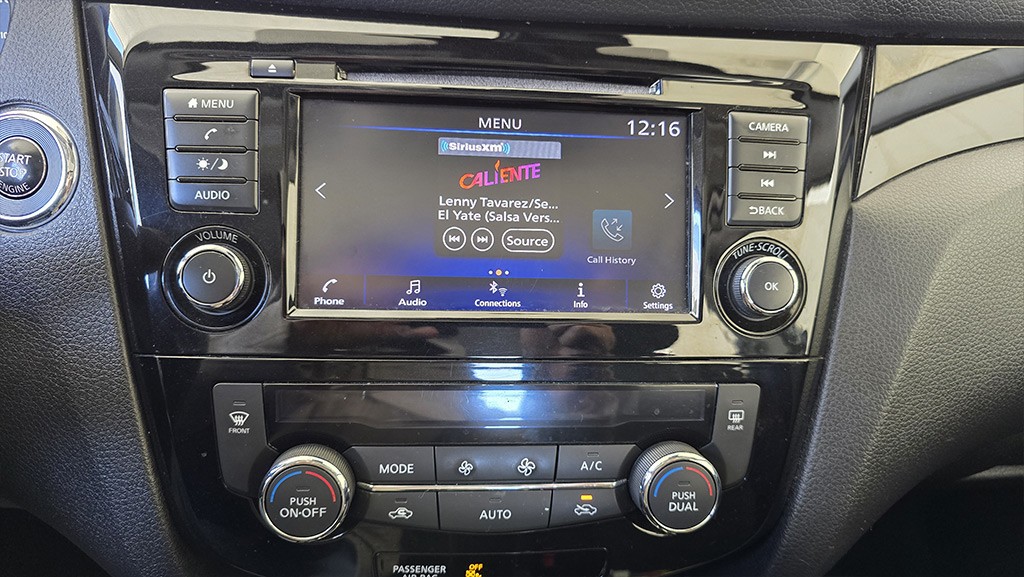 MENU
AUDIO
VOLUME
START
STOP
ENGINE
MENU
12:16
SiriusXM
CALIENTE
Lenny Tavarez/Se...
El Yate (Salsa Vers...
Source
Call History
Phone
Audio
Connections
Info
Settings
CAMERA
BACK
TUNE·SCROLL
OK
FRONT
REAR
MODE
A/C
PUSH
ON·OFF
AUTO
PUSH
DUAL
PASSENGER
AIR BAG
OFF